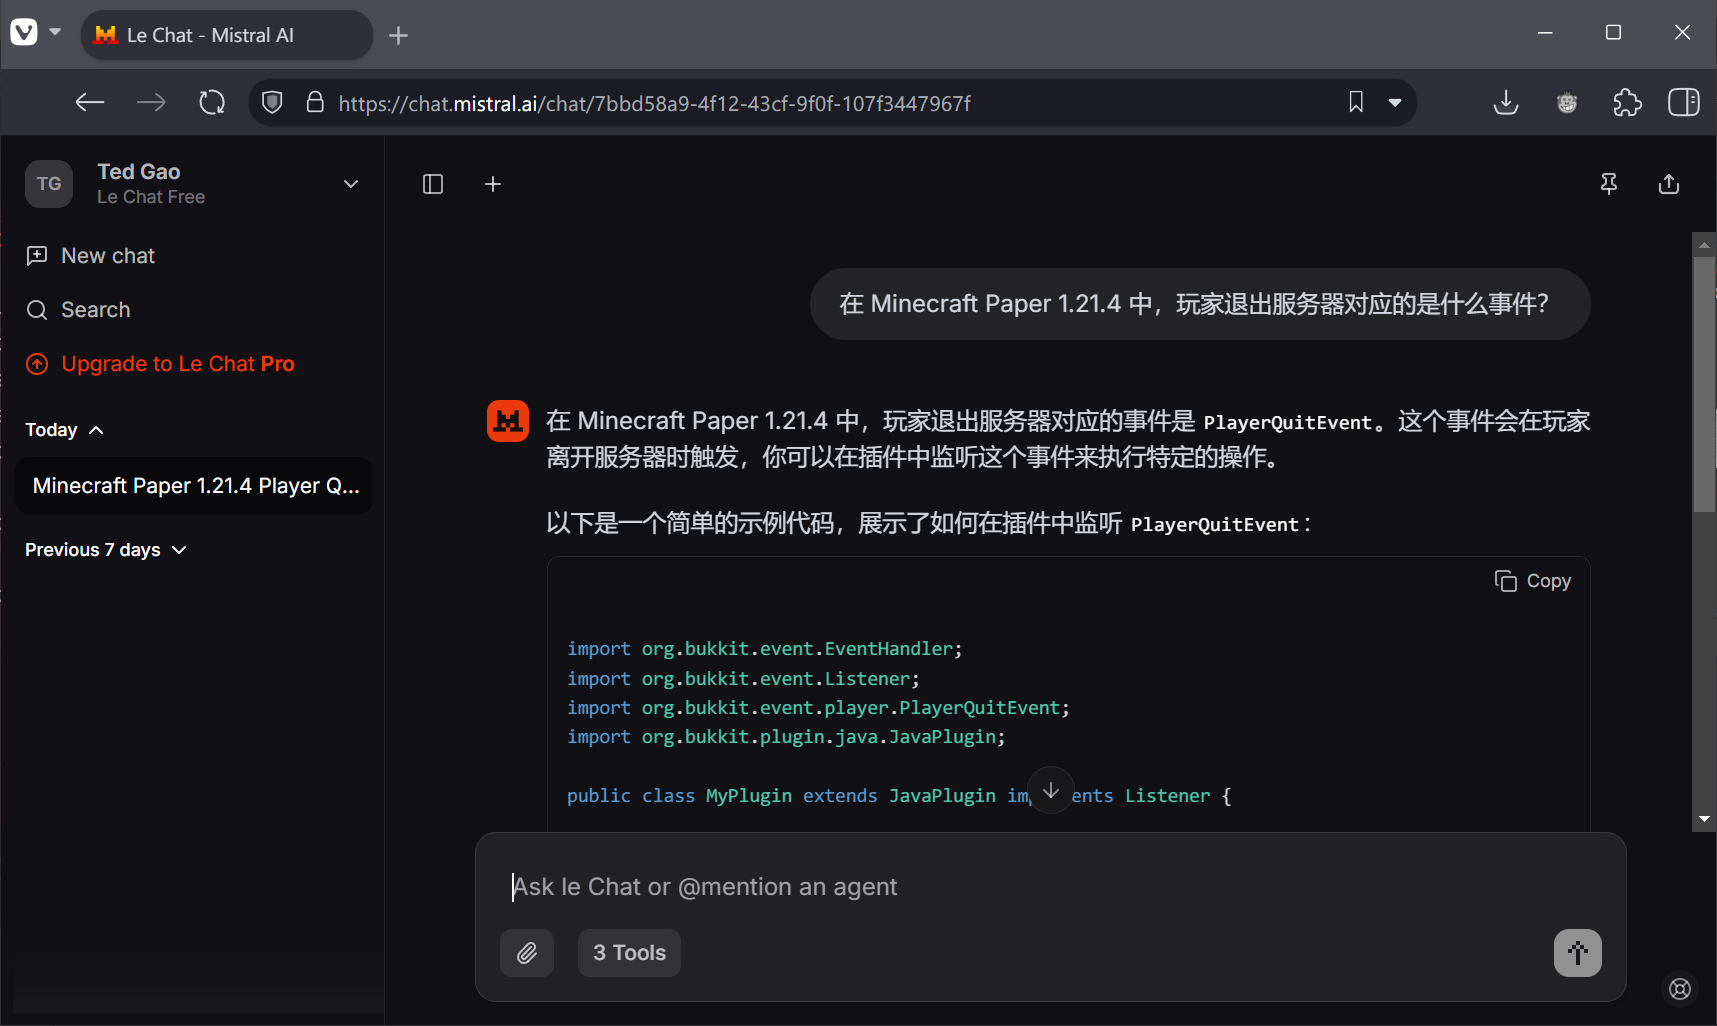 Le Chat - Mistral AI
https://chat.mistral.ai/chat/7bbd58a9-4f12-43cf-9f0f-107f3447967f
TG
Ted Gao
Le Chat Free
New chat
Search
Upgrade to Le Chat Pro
Today
Minecraft Paper 1.21.4 Player Q...
Previous 7 days
在 Minecraft Paper 1.21.4 中，玩家退出服务器对应的是什么事件？
在 Minecraft Paper 1.21.4 中，玩家退出服务器对应的事件是 PlayerQuitEvent。这个事件会在玩家
离开服务器时触发，你可以在插件中监听这个事件来执行特定的操作。
以下是一个简单的示例代码，展示了如何在插件中监听 PlayerQuitEvent：
Copy
import org.bukkit.event.EventHandler;
import org.bukkit.event.Listener;
import org.bukkit.event.player.PlayerQuitEvent;
import org.bukkit.plugin.java.JavaPlugin;
public class MyPlugin extends JavaPlugin Listener {
Ask le Chat or @mention an agent
3 Tools